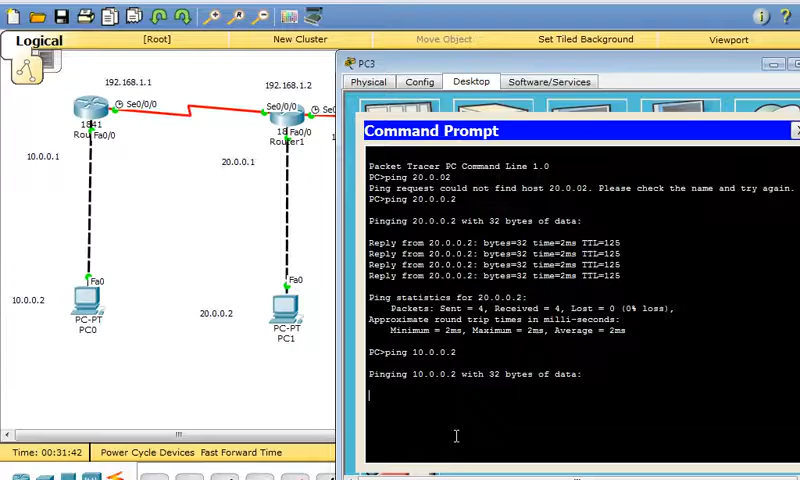 Logical
[Root]
New Cluster
Move Object
Set Tiled Background
Viewport
192.168.1.1
192.168.1.2
Se0/0/0
Se0/0/0
1841
Fa0/0
Fa0/0
Router1
10.0.0.1
20.0.0.1
10.0.0.2
20.0.0.2
Fa0
Fa0
PC-PT
PC0
PC-PT
PC1
PC3
Physical
Config
Desktop
Software/Services
Command Prompt
Packet Tracer PC Command Line 1.0
PC>ping 20.0.02
Ping request could not find host 20.0.02. Please check the name and try again.
PC>ping 20.0.0.2
Pinging 20.0.0.2 with 32 bytes of data:
Reply from 20.0.0.2: bytes=32 time=2ms TTL=125
Reply from 20.0.0.2: bytes=32 time=2ms TTL=125
Reply from 20.0.0.2: bytes=32 time=2ms TTL=125
Reply from 20.0.0.2: bytes=32 time=2ms TTL=125
Ping statistics for 20.0.0.2:
Packets: Sent = 4, Received = 4, Lost = 0 (0% loss),
Approximate round trip times in milli-seconds:
Minimum = 2ms, Maximum = 2ms, Average = 2ms
PC>ping 10.0.0.2
Pinging 10.0.0.2 with 32 bytes of data:
Time: 00:31:42
Power Cycle Devices Fast Forward Time